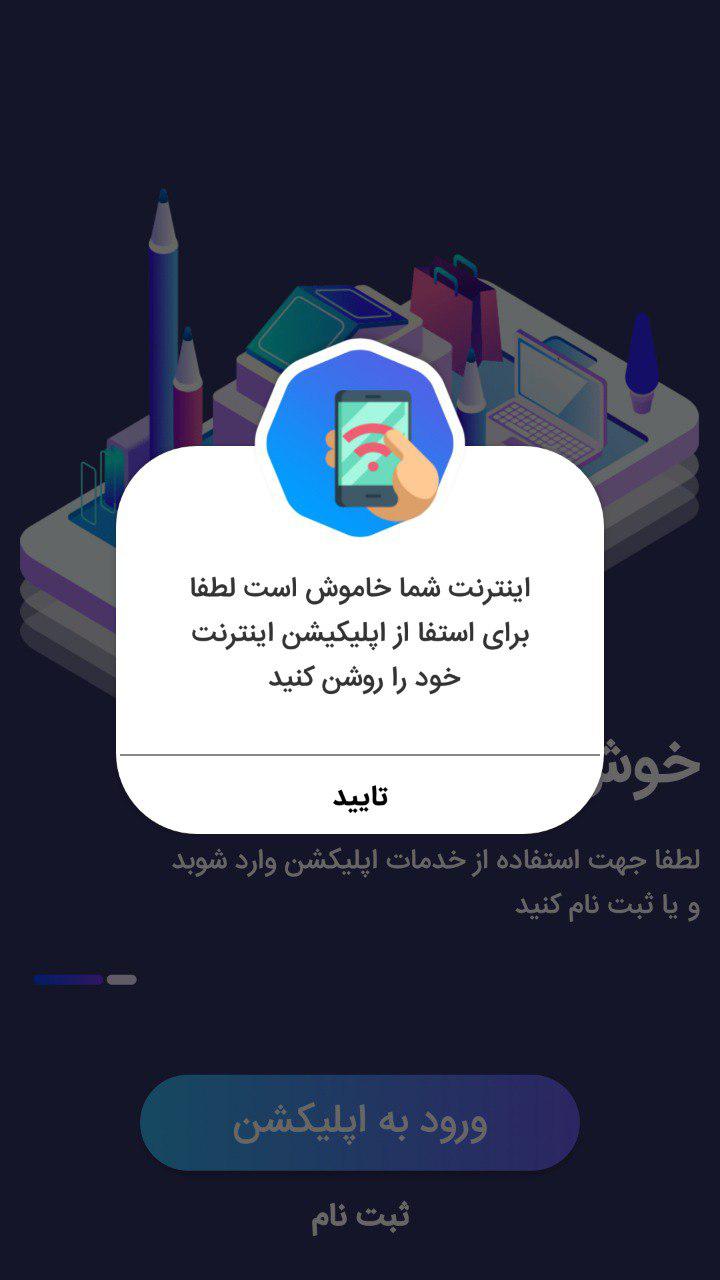 اینترنت شما خاموش است لطفا
برای استفا از اپلیکیشن اینترنت
خود را روشن کنید
تایید
خوش
لطفا جهت استفاده از خدمات اپلیکشن وارد شوبد
و یا ثبت نام کنید
ورود به اپلیکشن
ثبت نام